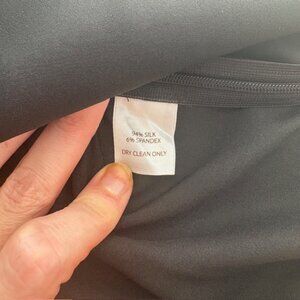 94% SILK
6% SPANDEX
DRY CLEAN ONLY